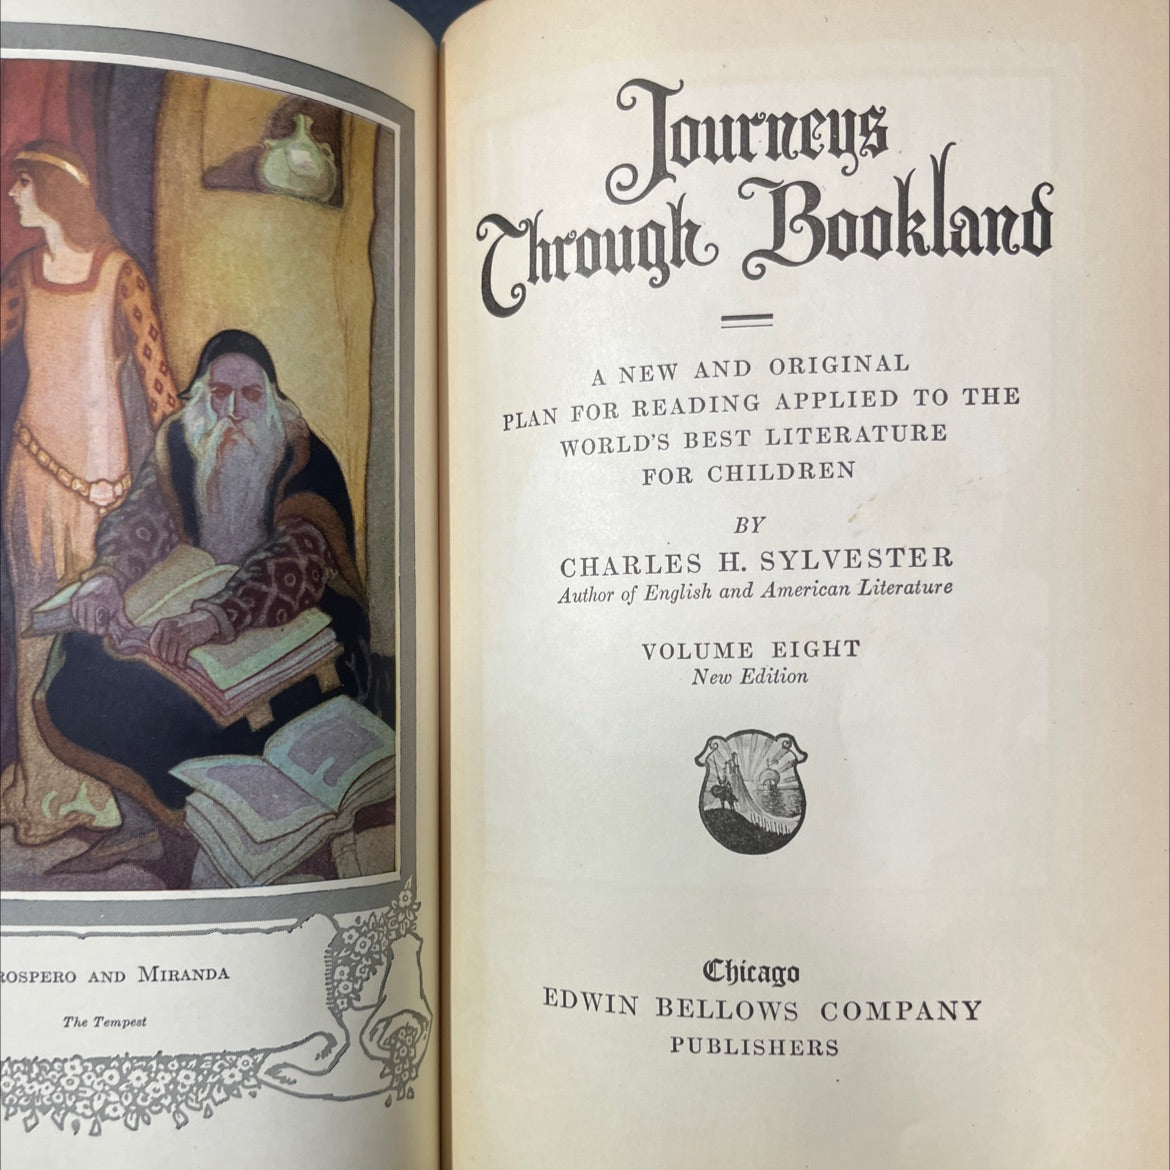 ROSPERO AND MIRANDA
The Tempest
Journeys
Through Bookland
A NEW AND ORIGINAL
PLAN FOR READING APPLIED TO THE
WORLD'S BEST LITERATURE
FOR CHILDREN
BY
CHARLES H. SYLVESTER
Author of English and American Literature
VOLUME EIGHT
New Edition
Chicago
EDWIN BELLOWS COMPANY
PUBLISHERS